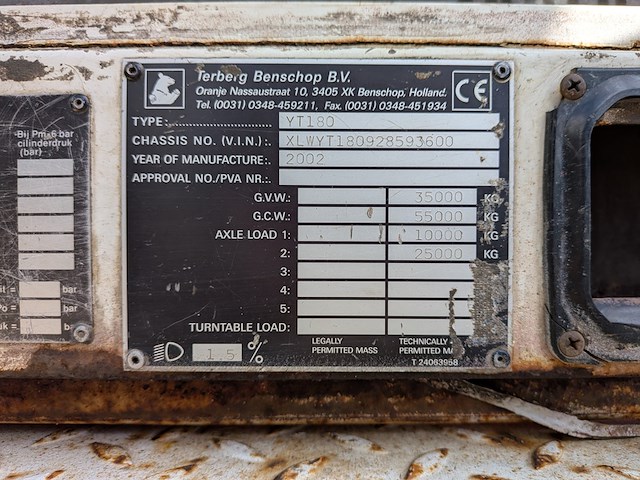 Bij Pm=6 bar
cilinderdruk
(bar)
bar
bar
bar
Terberg Benschop B.V.
Oranje Nassaustraat 10, 3405 XK Benschop, Holland.
Tel. (0031) 0348-459211, Fax. (0031) 0348-451934
CE
TYPE: YT180
CHASSIS NO. (V.I.N.): XLWYT180928593600
YEAR OF MANUFACTURE: 2002
APPROVAL NO./PVA NR.:
G.V.W.: 35000 KG
G.C.W.: 55000 KG
AXLE LOAD 1: 10000 KG
2: 25000 KG
3:
4:
5:
TURNTABLE LOAD:
1.5 %
LEGALLY PERMITTED MASS
TECHNICALLY PERMITTED
T 24063958